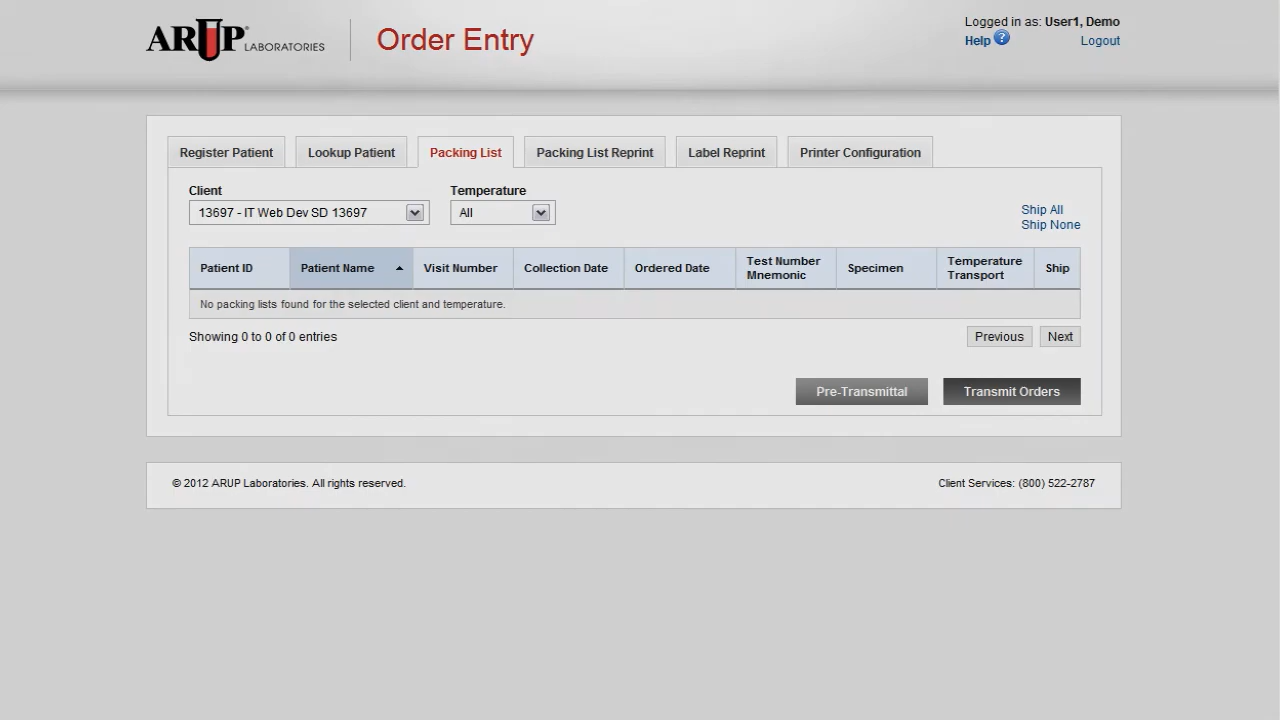 ARUP LABORATORIES
Order Entry
Logged in as: User1, Demo
Help ?
Logout
Register Patient
Lookup Patient
Packing List
Packing List Reprint
Label Reprint
Printer Configuration
Client
Temperature
13697 - IT Web Dev SD 13697
All
Ship All
Ship None
Patient ID
Patient Name
Visit Number
Collection Date
Ordered Date
Test Number
Mnemonic
Specimen
Temperature
Transport
Ship
No packing lists found for the selected client and temperature.
Showing 0 to 0 of 0 entries
Previous
Next
Pre-Transmittal
Transmit Orders
© 2012 ARUP Laboratories. All rights reserved.
Client Services: (800) 522-2787